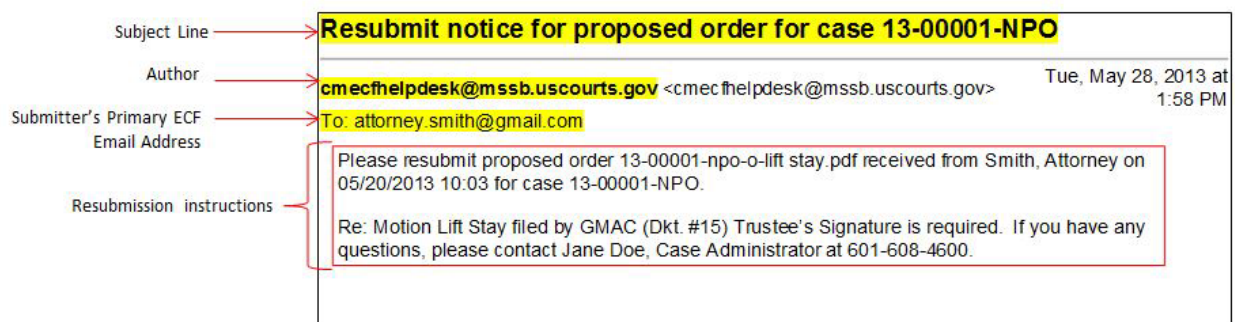 Subject Line
Resubmit notice for proposed order for case 13-00001-NPO
Author
cmecfhelpdesk@mssb.uscourts.gov <cmecfhelpdesk@mssb.uscourts.gov>
Tue, May 28, 2013 at
1:58 PM
Submitter's Primary ECF
Email Address
To: attorney.smith@gmail.com
Resubmission instructions
Please resubmit proposed order 13-00001-npo-o-lift stay.pdf received from Smith, Attorney on
05/20/2013 10:03 for case 13-00001-NPO.
Re: Motion Lift Stay filed by GMAC (Dkt. #15) Trustee's Signature is required. If you have any
questions, please contact Jane Doe, Case Administrator at 601-608-4600.